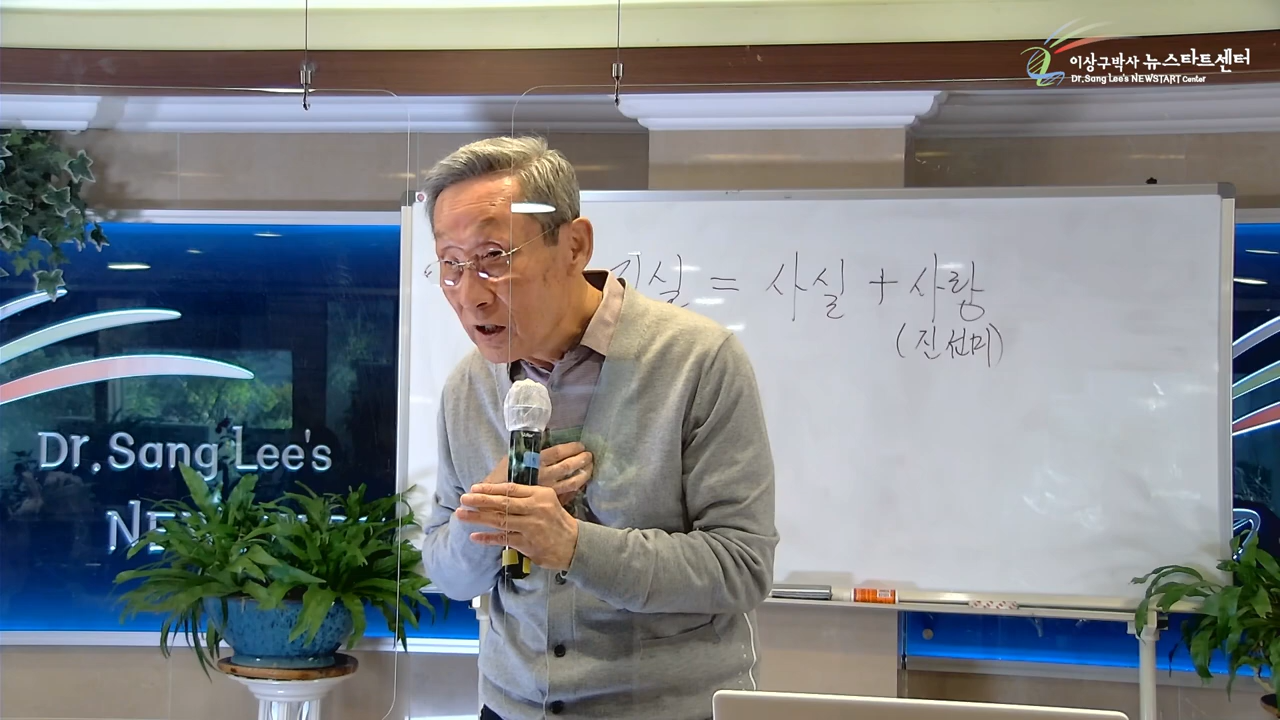 이상구박사 뉴스타트센터
Dr. Sang Lee's NEWSTART Center
실 = 사실 + 사랑
(진선미)
Dr. Sang Lee's